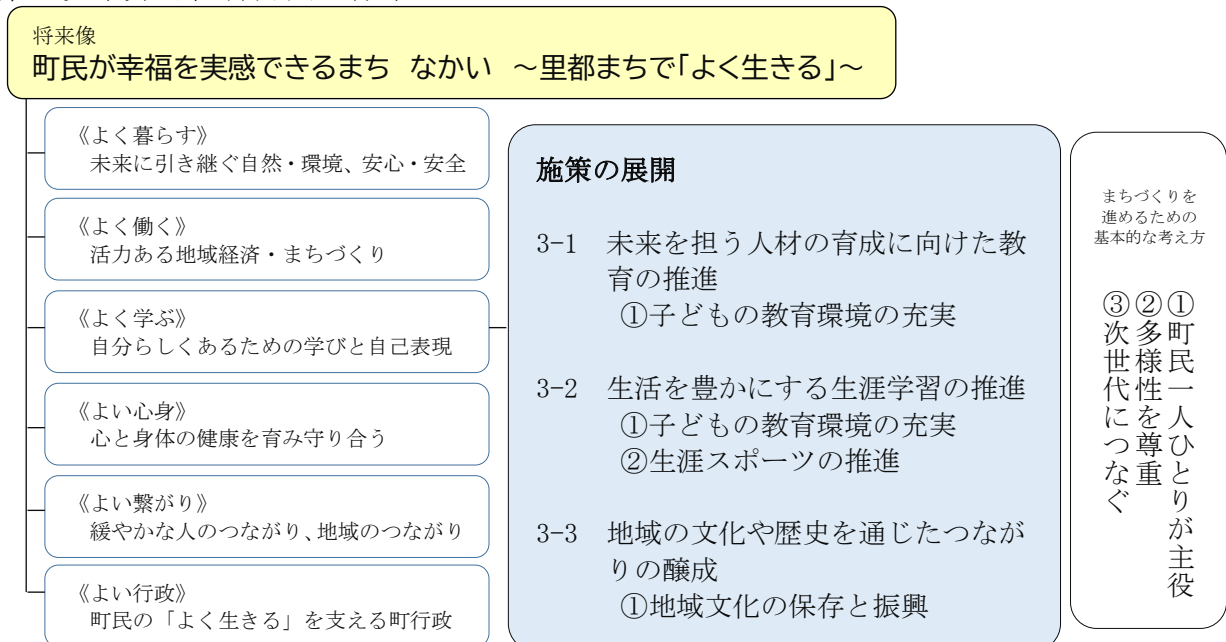 将来像
町民が幸福を実感できるまち なかい ～里都まちで「よく生きる」～
《よく暮らす》
未来に引き継ぐ自然・環境、安心・安全
《よく働く》
活力ある地域経済・まちづくり
《よく学ぶ》
自分らしくあるための学びと自己表現
《よい心身》
心と身体の健康を育み守り合う
《よい繋がり》
緩やかな人のつながり、地域のつながり
《よい行政》
町民の「よく生きる」を支える町行政
施策の展開
3-1 未来を担う人材の育成に向けた教
育の推進
①子どもの教育環境の充実
3-2 生活を豊かにする生涯学習の推進
①子どもの教育環境の充実
②生涯スポーツの推進
3-3 地域の文化や歴史を通じたつなが
りの醸成
①地域文化の保存と振興
まちづくりを
進めるための
基本的な考え方
①町民一人ひとりが主役
②多様性を尊重
③次世代につなぐ